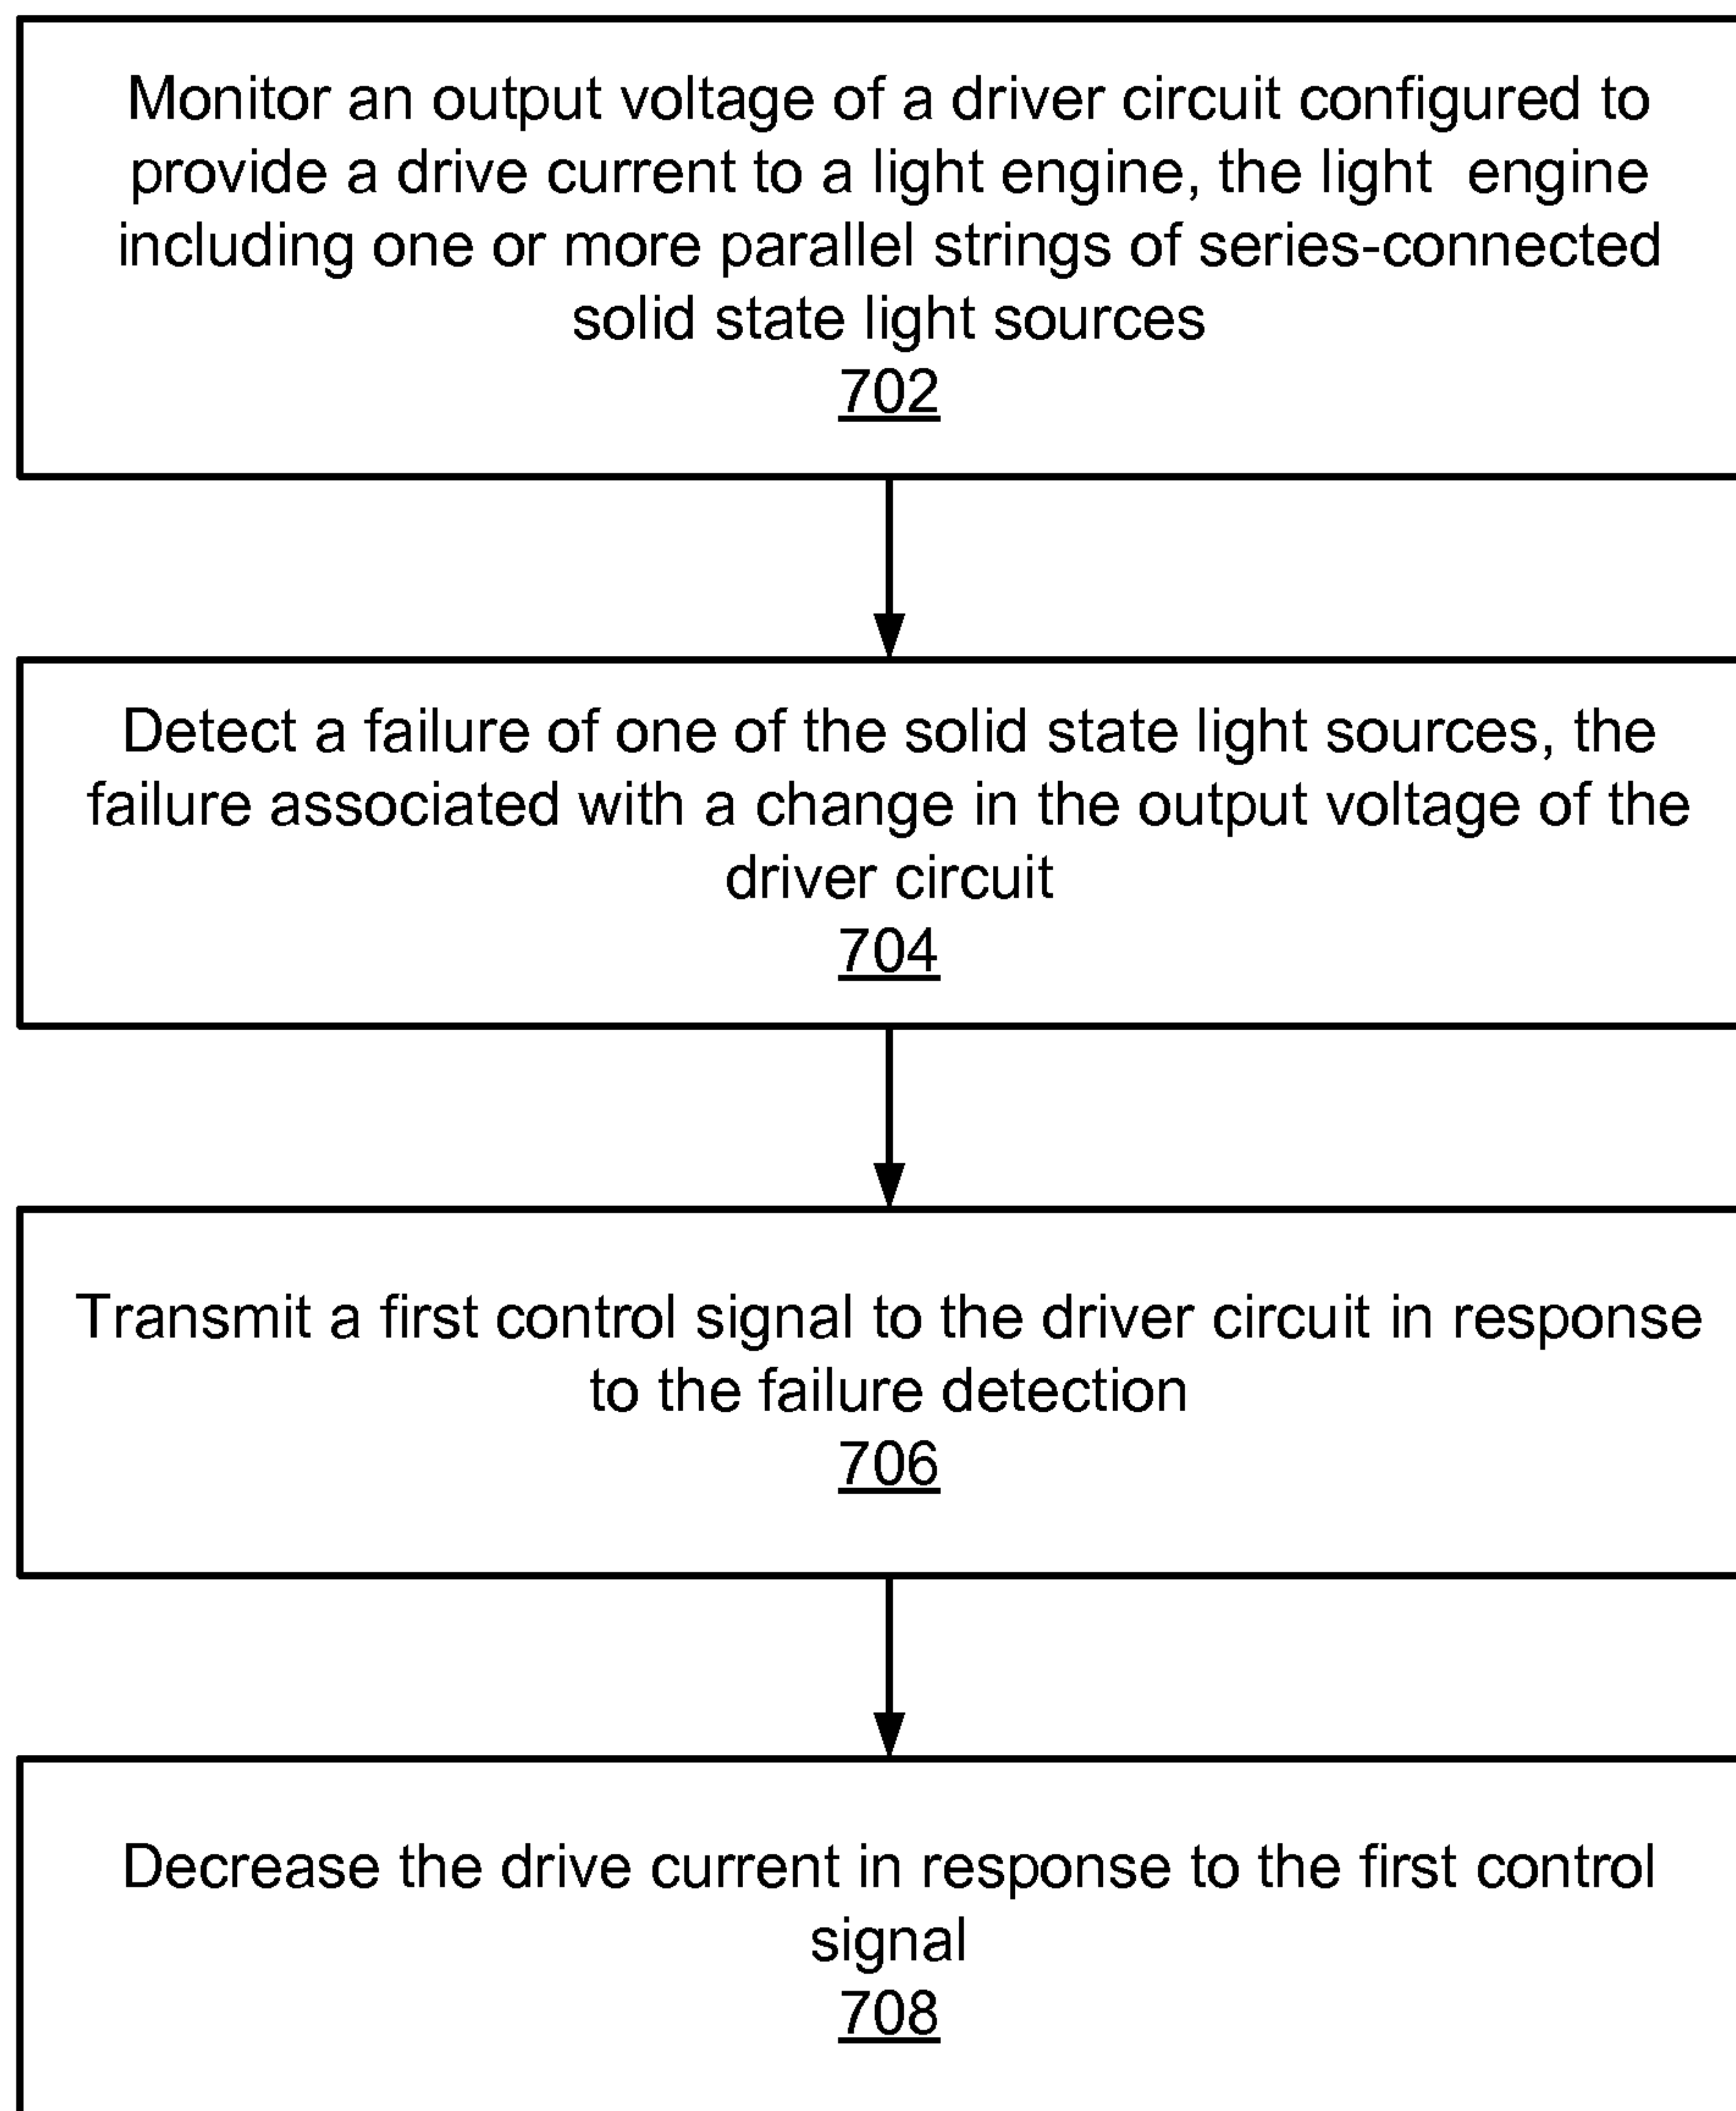 Monitor an output voltage of a driver circuit configured to
provide a drive current to a light engine, the light engine
including one or more parallel strings of series-connected
solid state light sources
702
Detect a failure of one of the solid state light sources, the
failure associated with a change in the output voltage of the
driver circuit
704
Transmit a first control signal to the driver circuit in response
to the failure detection
706
Decrease the drive current in response to the first control
signal
708